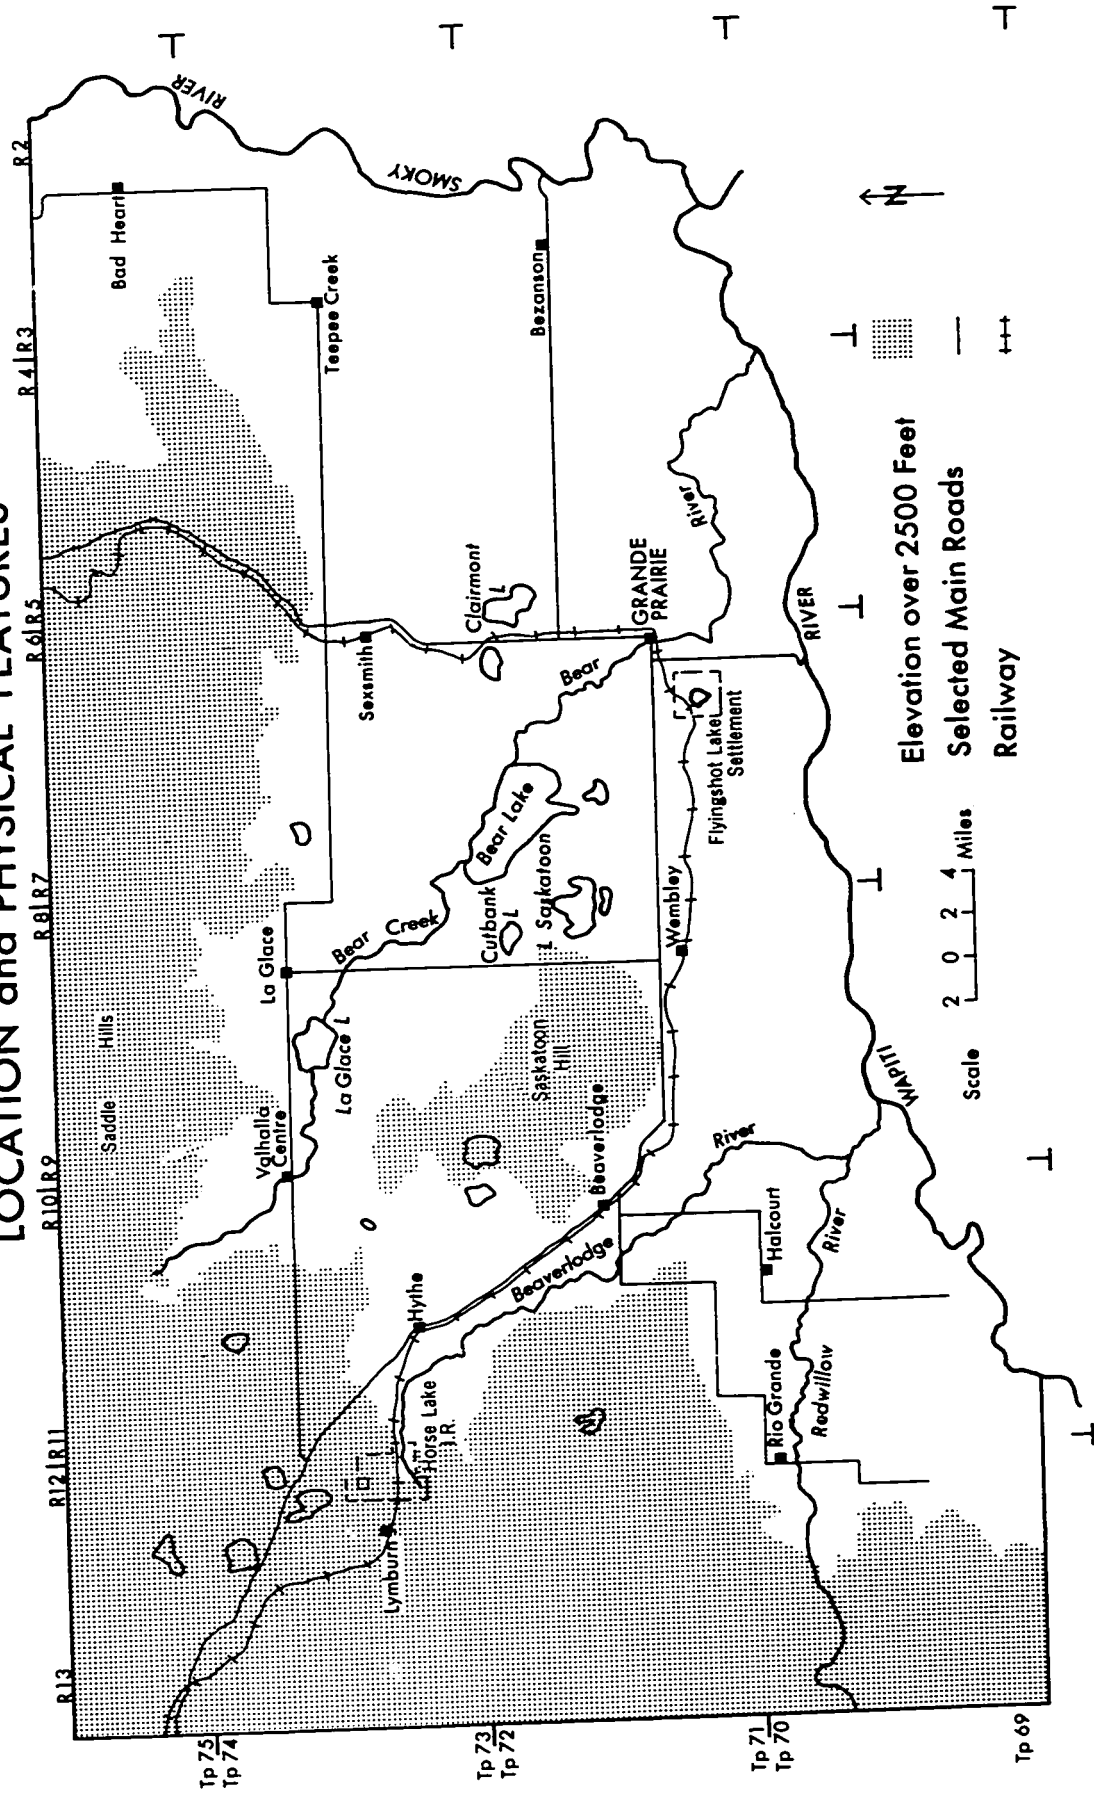 LOCATION and PHYSICAL FEATURES
R13
R12|R11
R10|R9
R8|R7
R6|R5
R4|R3
R2
Tp 75
Tp 74
Tp 73
Tp 72
Tp 71
Tp 70
Tp 69
T
T
T
T
T
T
T
T
T
T
Saddle Hills
Bad Heart
SMOKY RIVER
Teepee Creek
Bezanson
Sexsmith
Clairmont
L
GRANDE
PRAIRIE
River
Bear
La Glace
Valhalla
Centre
La Glace L
Bear Creek
Bear Lake
Cutbank
L
Saskatoon
L
Saskatoon
Hill
Wembley
Flyingshot Lake
Settlement
Hythe
Beaverlodge
Beaverlodge
River
Lymburn
Horse Lake
I.R.
Halcourt
Rio Grande
Redwillow
River
WAPITI
RIVER
N
Elevation over 2500 Feet
Selected Main Roads
Railway
Scale
2 0 2 4 Miles